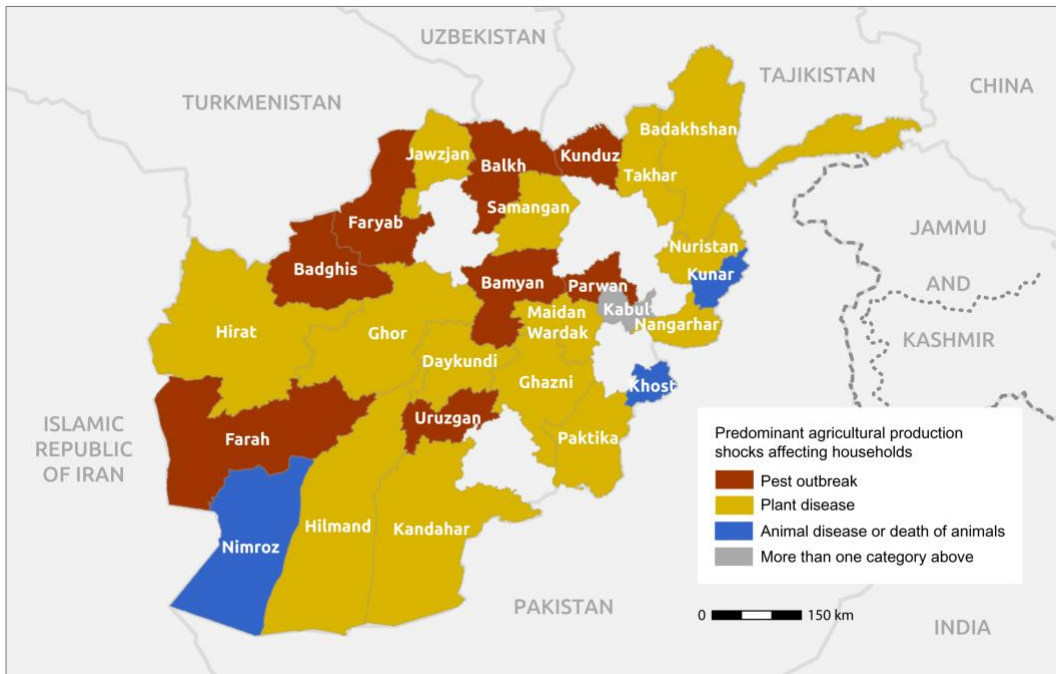 UZBEKISTAN
TAJIKISTAN
CHINA
TURKMENISTAN
Badakhshan
Jawzjan
Balkh
Kunduz
Takhar
Samangan
Faryab
JAMMU
Nuristan
Badghis
Kunar
AND
Bamyan
Parwan
Kabul
Maidan
Wardak
Nangarhar
Hirat
Ghor
KASHMIR
Daykundi
Ghazni
Khost
Uruzgan
ISLAMIC
REPUBLIC
OF IRAN
Farah
Paktika
Predominant agricultural production
shocks affecting households
Pest outbreak
Plant disease
Animal disease or death of animals
More than one category above
Nimroz
Hilmand
Kandahar
PAKISTAN
0 150 km
INDIA